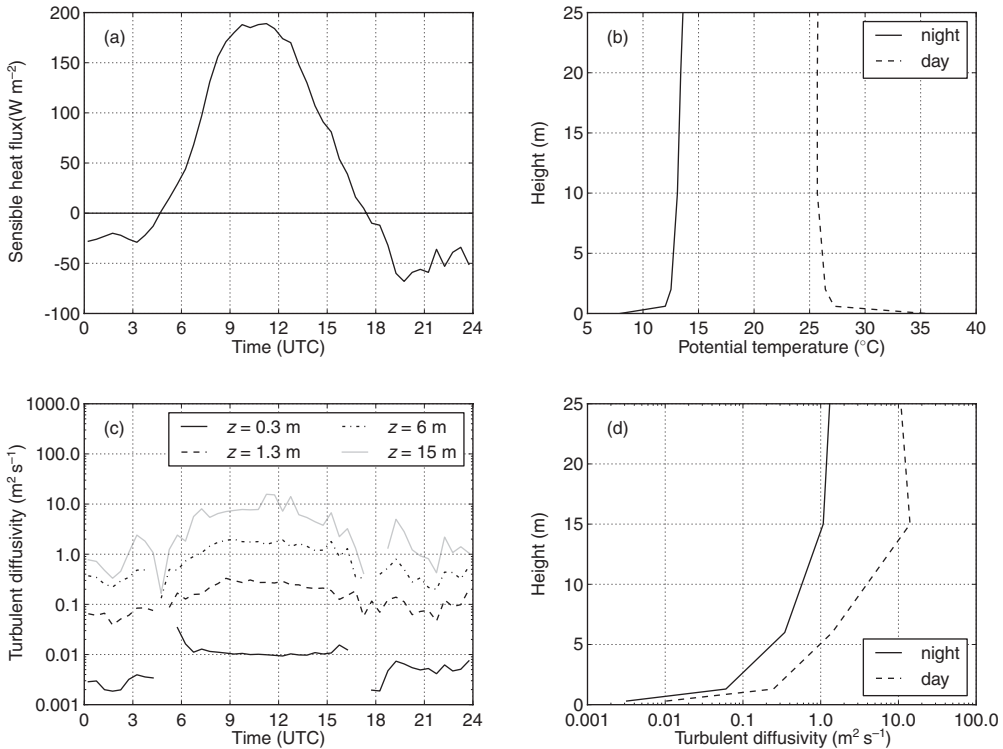 (a)
Sensible heat flux(W m⁻²)
200
150
100
50
0
-50
-100
0 3 6 9 12 15 18 21 24
Time (UTC)
(b)
night
day
Height (m)
25
20
15
10
5
0
5 10 15 20 25 30 35 40
Potential temperature (°C)
(c)
z = 0.3 m
z = 1.3 m
z = 6 m
z = 15 m
Turbulent diffusivity (m² s⁻¹)
1000.0
100.0
10.0
1.0
0.1
0.01
0.001
0 3 6 9 12 15 18 21 24
Time (UTC)
(d)
Height (m)
25
20
15
10
5
0
night
day
0.001 0.01 0.1 1.0 10.0 100.0
Turbulent diffusivity (m² s⁻¹)